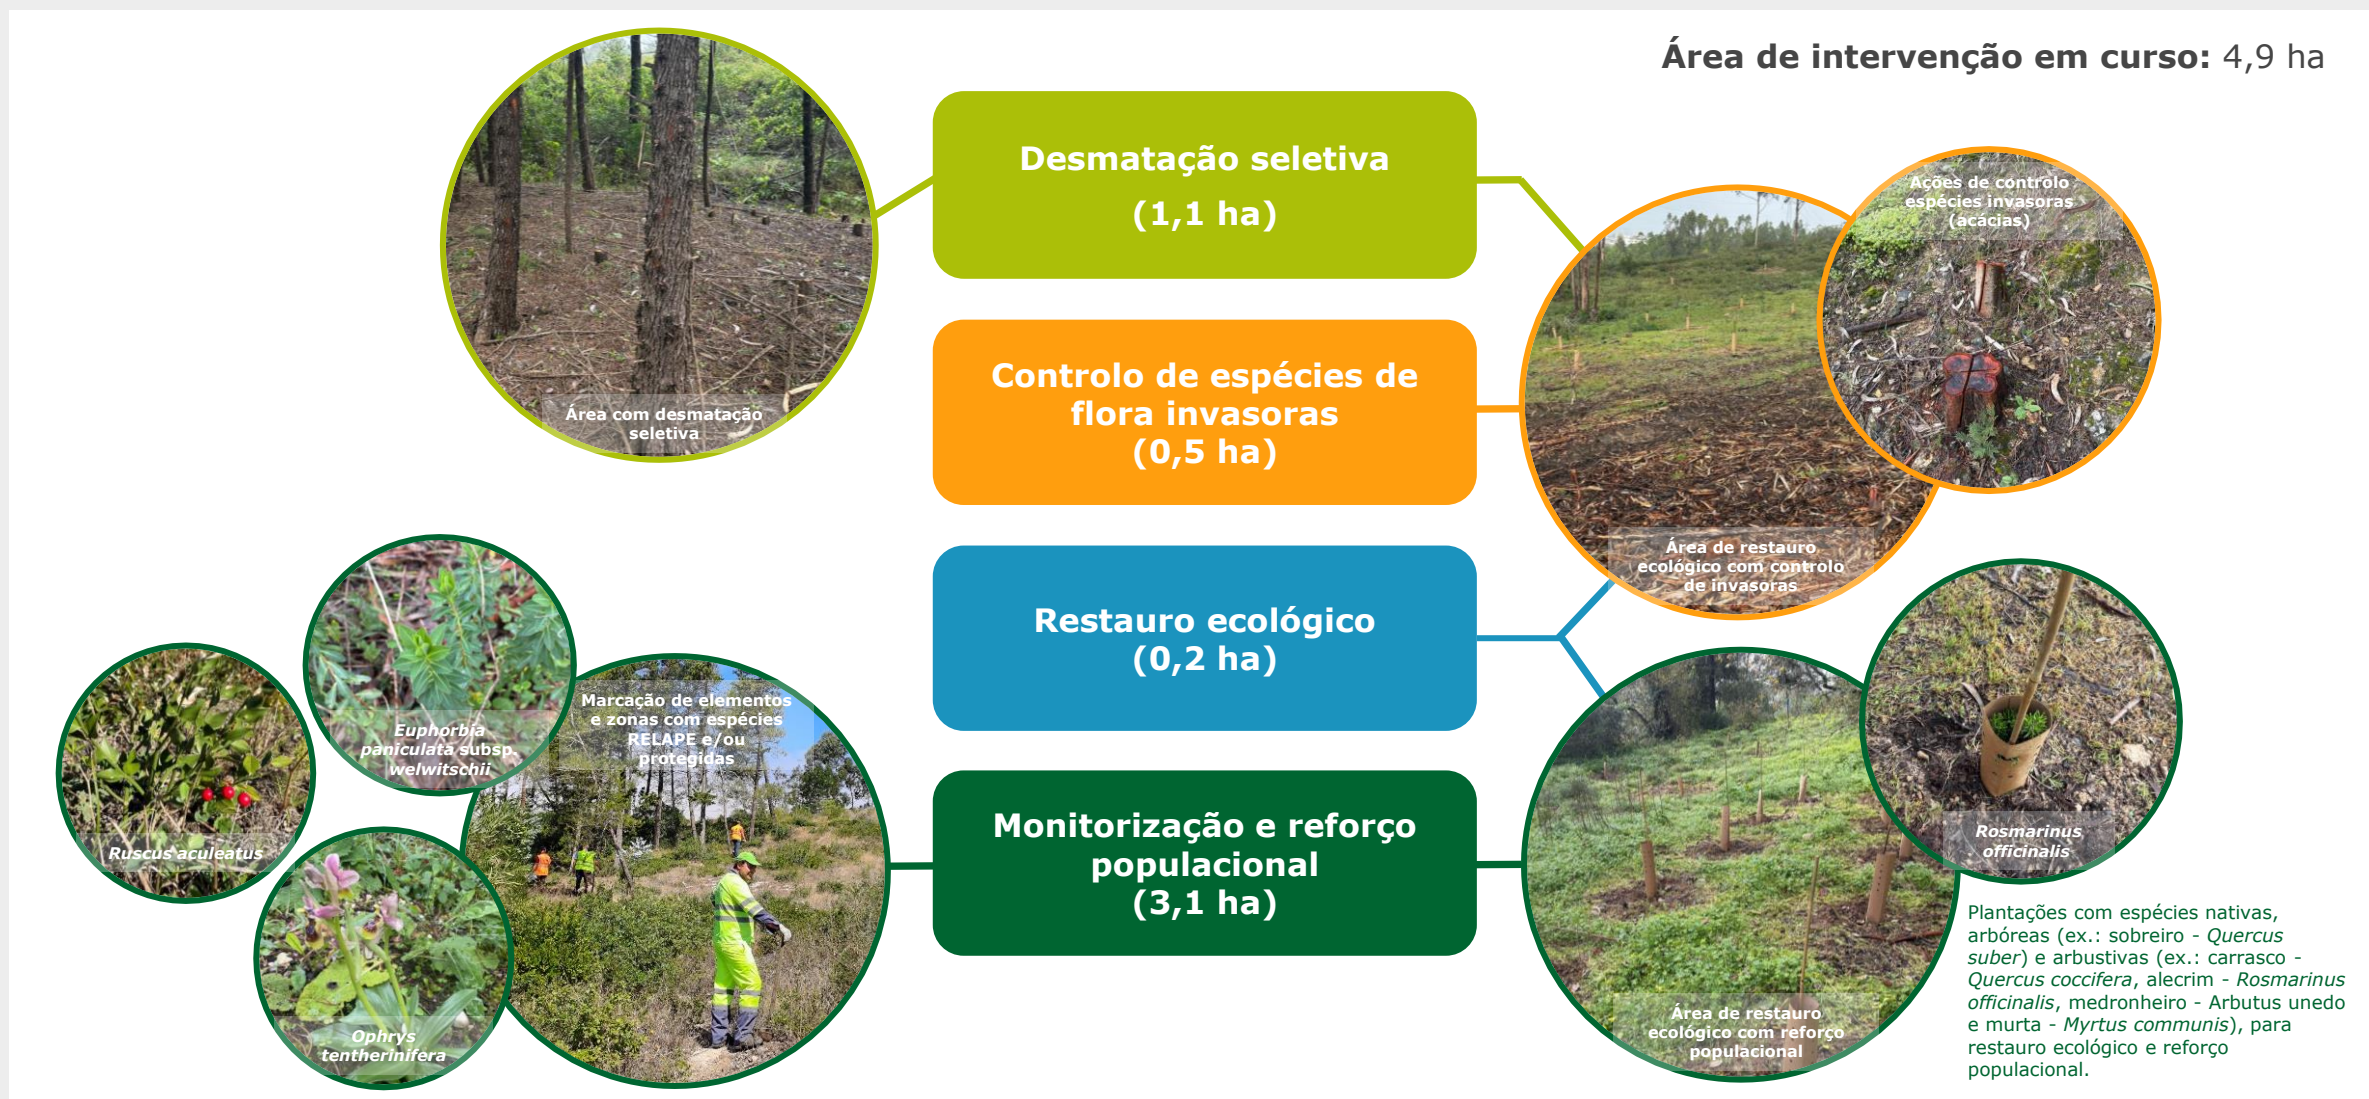 Área de intervenção em curso: 4,9 ha
Desmatação seletiva
(1,1 ha)
Área com desmatação
seletiva
Ações de controlo
espécies invasoras
(acácias)
Controlo de espécies de
flora invasoras
(0,5 ha)
Área de restauro
ecológico com controlo
de invasoras
Restauro ecológico
(0,2 ha)
Euphorbia
paniculata subsp.
welwitschii
Marcação de elementos
e zonas com espécies
RELAPE e/ou
protegidas
Ruscus aculeatus
Ophrys
tentherinifera
Monitorização e reforço
populacional
(3,1 ha)
Rosmarinus
officinalis
Área de restauro
ecológico com reforço
populacional
Plantações com espécies nativas,
arbóreas (ex.: sobreiro - Quercus
suber) e arbustivas (ex.: carrasco -
Quercus coccifera, alecrim - Rosmarinus
officinalis, medronheiro - Arbutus unedo
e murta - Myrtus communis), para
restauro ecológico e reforço
populacional.